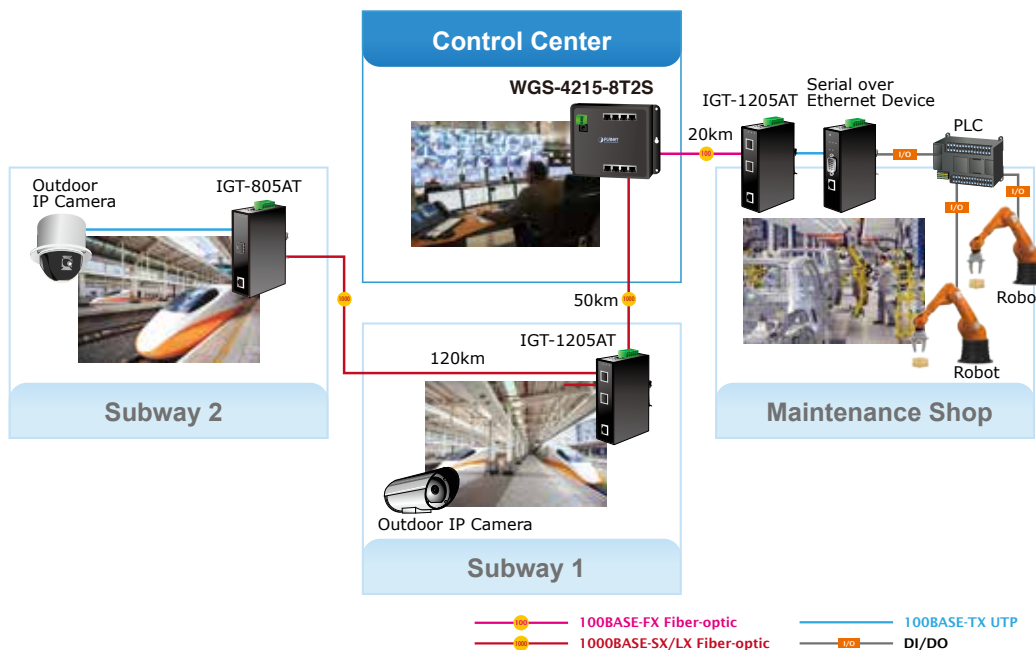 Control Center
WGS-4215-8T2S
PLANET
20km
100
IGT-1205AT
Serial over
Ethernet Device
PLC
I/O
I/O
I/O
Robo
Robot
Maintenance Shop
Outdoor
IP Camera
IGT-805AT
1000
Subway 2
50km
1000
120km
IGT-1205AT
Outdoor IP Camera
Subway 1
100
100BASE-FX Fiber-optic
100BASE-TX UTP
1000
1000BASE-SX/LX Fiber-optic
I/O
DI/DO